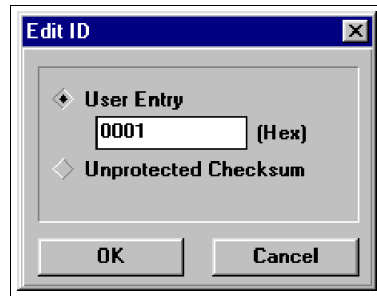 Edit ID
User Entry
0001 (Hex)
Unprotected Checksum
OK Cancel